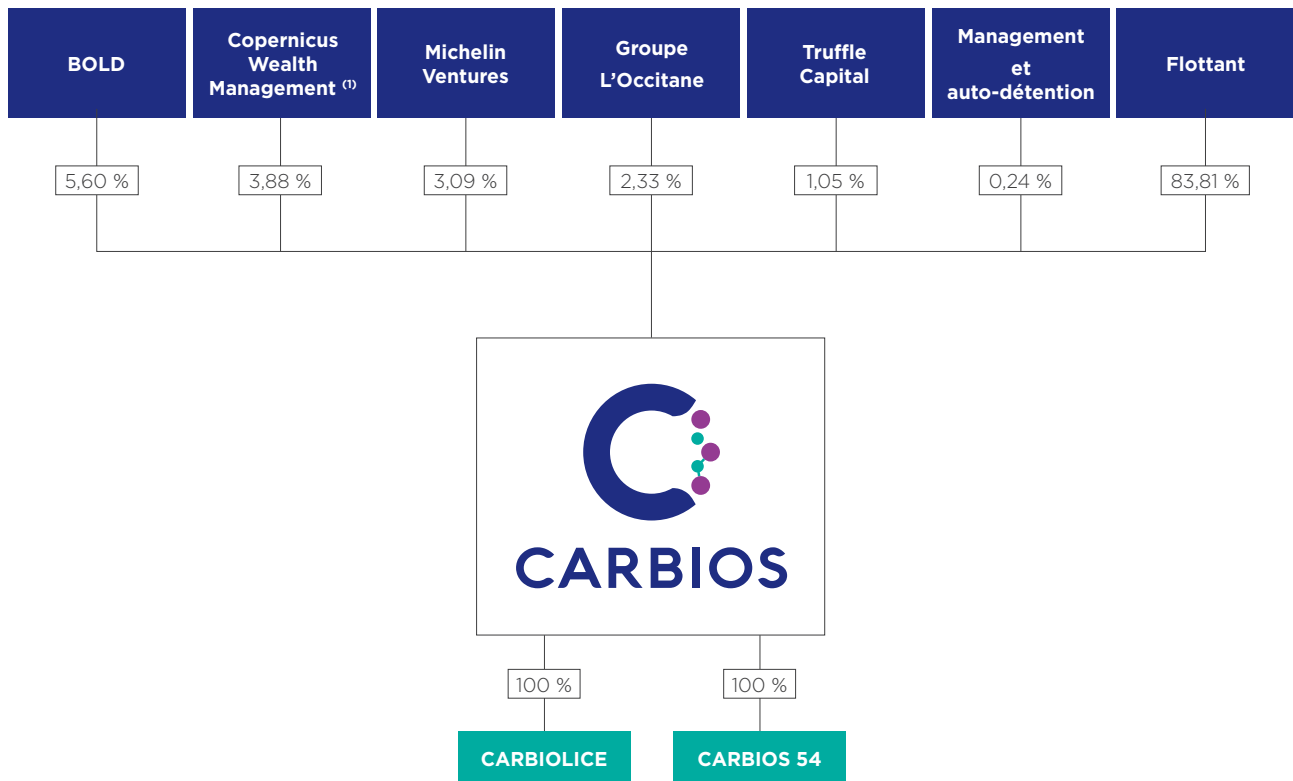 BOLD
Copernicus
Wealth
Management (1)
Michelin
Ventures
Groupe
L’Occitane
Truffle
Capital
Management
et
auto-détention
Flottant
5,60 %
3,88 %
3,09 %
2,33 %
1,05 %
0,24 %
83,81 %
CARBIOS
100 %
100 %
CARBIOLICE
CARBIOS 54